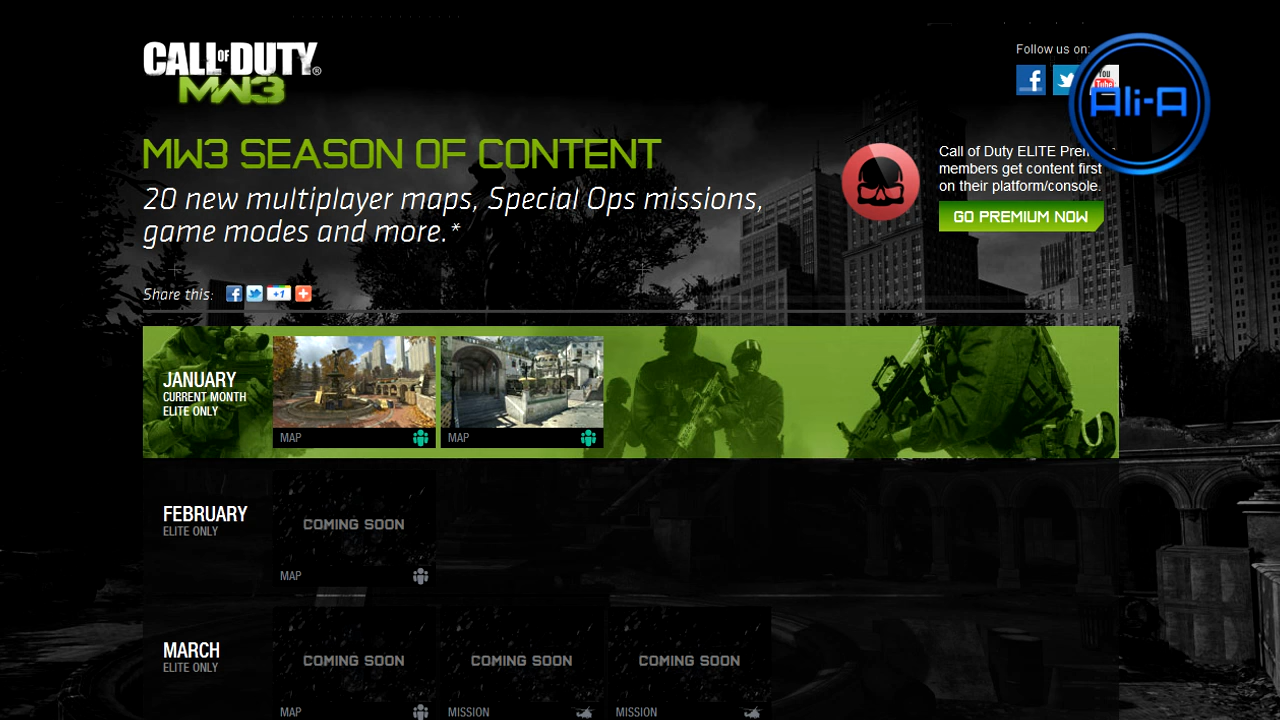 CALL OF DUTY®
MW3
Follow us on:
You
Tube
Ali-A
MW3 SEASON OF CONTENT
20 new multiplayer maps, Special Ops missions,
game modes and more.*
Call of Duty ELITE
members get content first
on their platform/console.
GO PREMIUM NOW
Share this:
+1
JANUARY
CURRENT MONTH
ELITE ONLY
MAP
MAP
FEBRUARY
ELITE ONLY
COMING SOON
MAP
MARCH
ELITE ONLY
COMING SOON
COMING SOON
COMING SOON
MAP
MISSION
MISSION